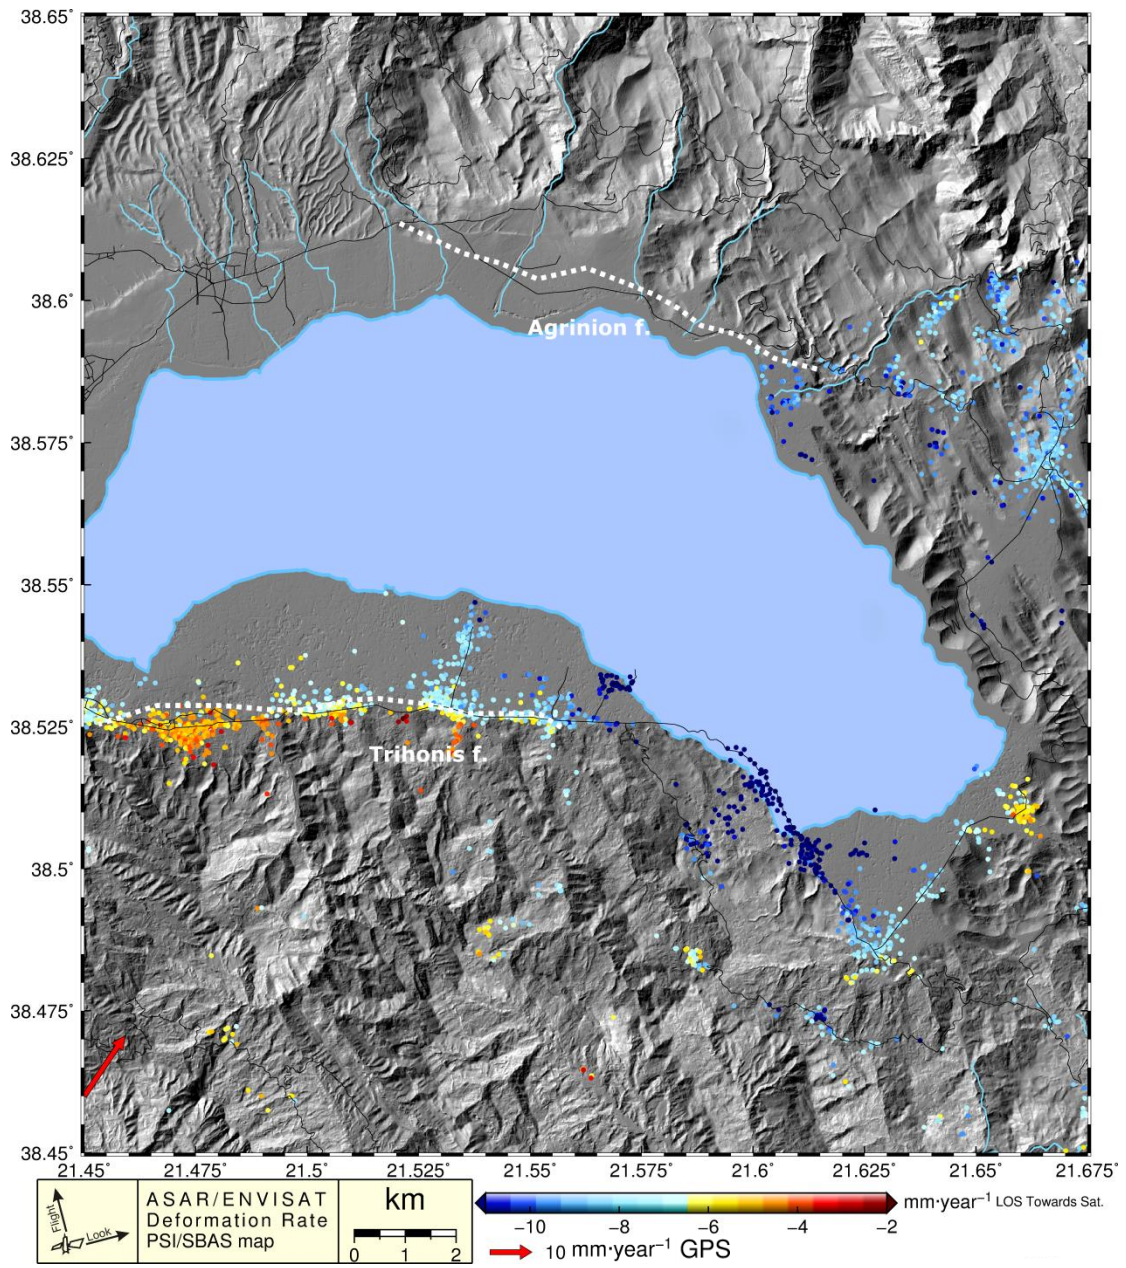 38.65°
38.625°
38.6°
Agrinion f.
38.575°
38.55°
38.525°
Trihonis f.
38.5°
38.475°
38.45°
21.45 21.475 21.5 21.525 21.55 21.575 21.6 21.625 21.65 21.675°
Flight
Look
ASAR/ENVISAT
Deformation Rate
PSI/SBAS map
km
0 1 2
−10 −8 −6 −4 −2
mm·year⁻¹ LOS Towards Sat.
10 mm·year⁻¹ GPS